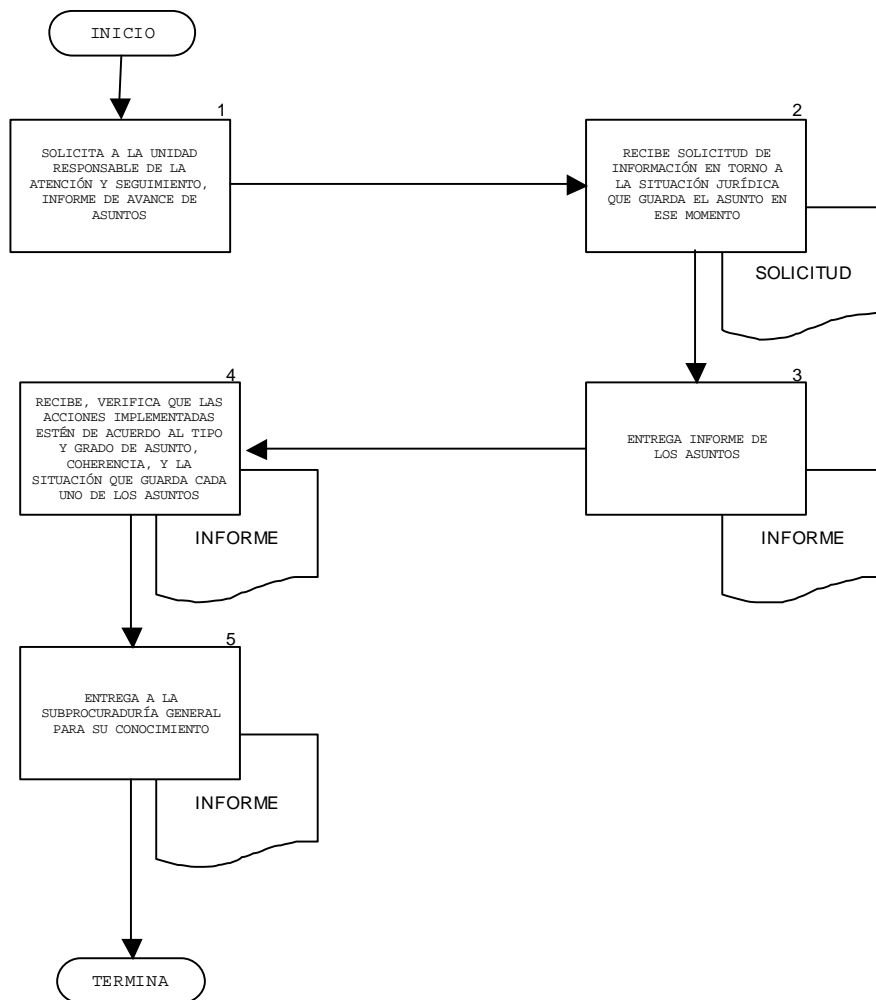 INICIO
1
SOLICITA A LA UNIDAD
RESPONSABLE DE LA
ATENCIÓN Y SEGUIMIENTO,
INFORME DE AVANCE DE
ASUNTOS
2
RECIBE SOLICITUD DE
INFORMACIÓN EN TORNO A
LA SITUACIÓN JURÍDICA
QUE GUARDA EL ASUNTO EN
ESE MOMENTO
SOLICITUD
3
ENTREGA INFORME DE
LOS ASUNTOS
INFORME
4
RECIBE, VERIFICA QUE LAS
ACCIONES IMPLEMENTADAS
ESTÉN DE ACUERDO AL TIPO
Y GRADO DE ASUNTO,
COHERENCIA, Y LA
SITUACIÓN QUE GUARDA CADA
UNO DE LOS ASUNTOS
INFORME
5
ENTREGA A LA
SUBPROCURADURÍA GENERAL
PARA SU CONOCIMIENTO
INFORME
TERMINA